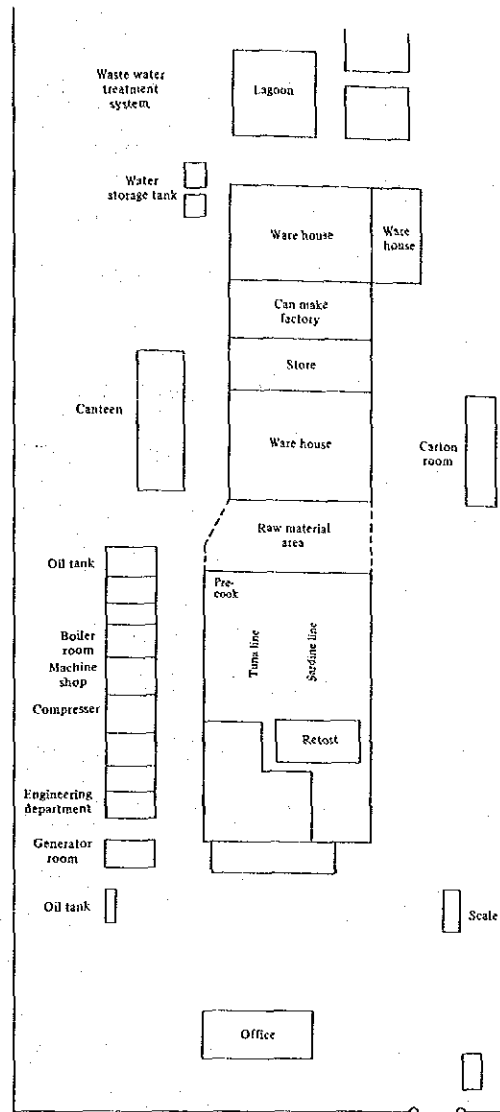 Waste water
treatment
system
Lagoon
Water
storage tank
Ware house
Ware
house
Can make
factory
Store
Canteen
Ware house
Carton
room
Raw material
area
Oil tank
Pre-
cook
Boiler
room
Tuna line
Sardine line
Machine
shop
Compresser
Retost
Engineering
department
Generator
room
Oil tank
Scale
Office